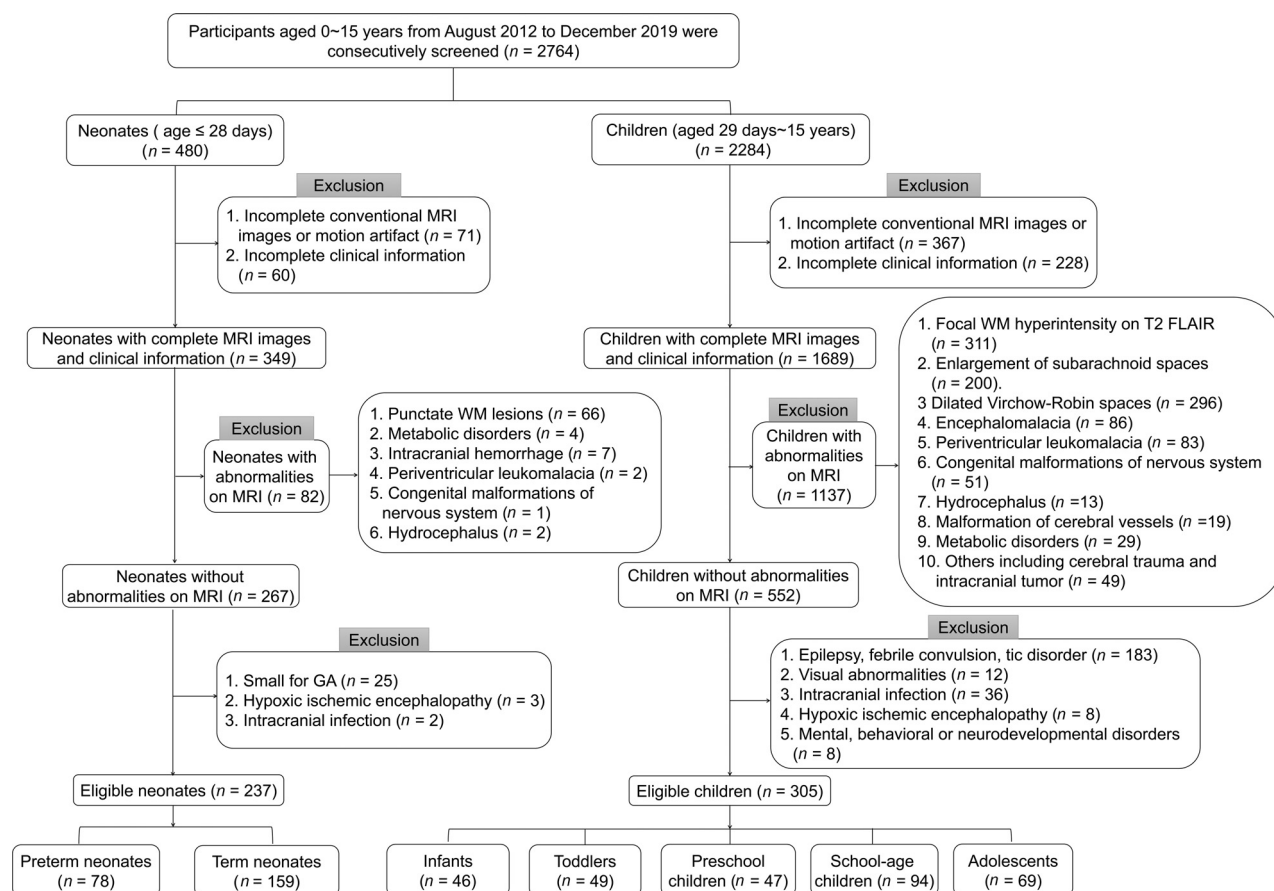 Participants aged 0~15 years from August 2012 to December 2019 were
consecutively screened (n = 2764)
Neonates ( age ≤ 28 days)
(n = 480)
Children (aged 29 days~15 years)
(n = 2284)
Exclusion
1. Incomplete conventional MRI
images or motion artifact (n = 71)
2. Incomplete clinical information
(n = 60)
Exclusion
1. Incomplete conventional MRI images or
motion artifact (n = 367)
2. Incomplete clinical information (n = 228)
Neonates with complete MRI images
and clinical information (n = 349)
Children with complete MRI images
and clinical information (n = 1689)
Exclusion
Neonates with
abnormalities
on MRI (n = 82)
1. Punctate WM lesions (n = 66)
2. Metabolic disorders (n = 4)
3. Intracranial hemorrhage (n = 7)
4. Periventricular leukomalacia (n = 2)
5. Congenital malformations of
nervous system (n = 1)
6. Hydrocephalus (n = 2)
Exclusion
Children with
abnormalities
on MRI
(n = 1137)
1. Focal WM hyperintensity on T2 FLAIR
(n = 311)
2. Enlargement of subarachnoid spaces
(n = 200).
3 Dilated Virchow-Robin spaces (n = 296)
4. Encephalomalacia (n = 86)
5. Periventricular leukomalacia (n = 83)
6. Congenital malformations of nervous system
(n = 51)
7. Hydrocephalus (n =13)
8. Malformation of cerebral vessels (n =19)
9. Metabolic disorders (n = 29)
10. Others including cerebral trauma and
intracranial tumor (n = 49)
Neonates without
abnormalities on MRI (n = 267)
Children without abnormalities
on MRI (n = 552)
Exclusion
1. Small for GA (n = 25)
2. Hypoxic ischemic encephalopathy (n = 3)
3. Intracranial infection (n = 2)
Exclusion
1. Epilepsy, febrile convulsion, tic disorder (n = 183)
2. Visual abnormalities (n = 12)
3. Intracranial infection (n = 36)
4. Hypoxic ischemic encephalopathy (n = 8)
5. Mental, behavioral or neurodevelopmental disorders
(n = 8)
Eligible neonates (n = 237)
Eligible children (n = 305)
Preterm neonates
(n = 78)
Term neonates
(n = 159)
Infants
(n = 46)
Toddlers
(n = 49)
Preschool
children (n = 47)
School-age
children (n = 94)
Adolescents
(n = 69)